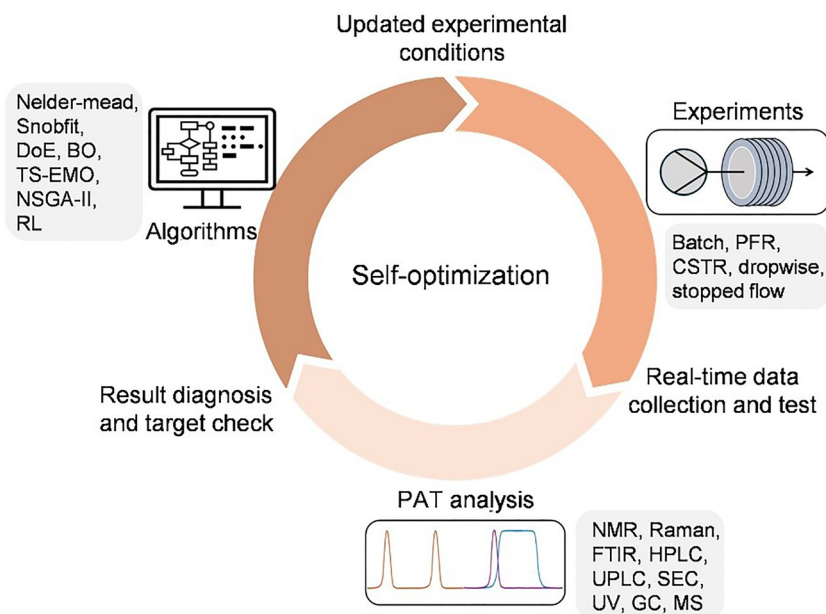 Updated experimental
conditions
Nelder-mead,
Snobfit,
DoE, BO,
TS-EMO,
NSGA-II,
RL
Algorithms
Experiments
Batch, PFR,
CSTR, dropwise,
stopped flow
Self-optimization
Result diagnosis
and target check
Real-time data
collection and test
PAT analysis
NMR, Raman,
FTIR, HPLC,
UPLC, SEC,
UV, GC, MS